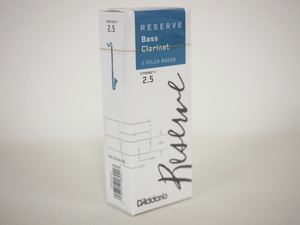 RESERVE
Bass
Clarinet
5 FILED REEDS
STRENGTH
2.5
STRENGTH
2.5
Reserve
D'Addario